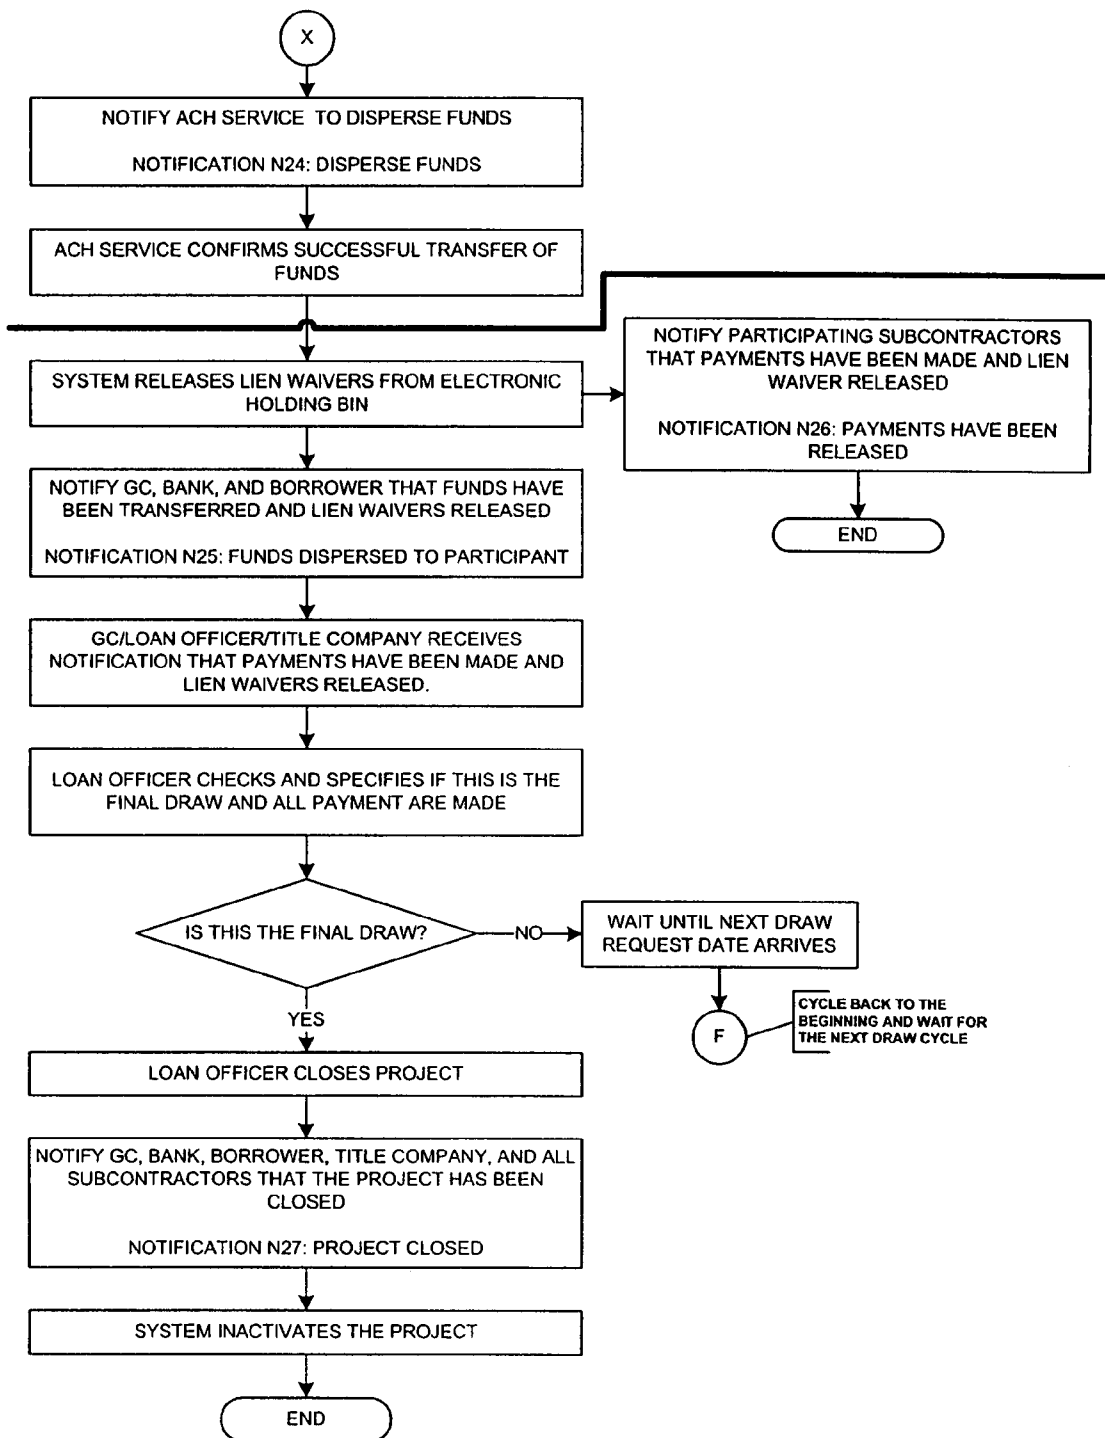 X
NOTIFY ACH SERVICE TO DISPERSE FUNDS
NOTIFICATION N24: DISPERSE FUNDS
ACH SERVICE CONFIRMS SUCCESSFUL TRANSFER OF
FUNDS
SYSTEM RELEASES LIEN WAIVERS FROM ELECTRONIC
HOLDING BIN
NOTIFY PARTICIPATING SUBCONTRACTORS
THAT PAYMENTS HAVE BEEN MADE AND LIEN
WAIVER RELEASED
NOTIFICATION N26: PAYMENTS HAVE BEEN
RELEASED
END
NOTIFY GC, BANK, AND BORROWER THAT FUNDS HAVE
BEEN TRANSFERRED AND LIEN WAIVERS RELEASED
NOTIFICATION N25: FUNDS DISPERSED TO PARTICIPANT
GC/LOAN OFFICER/TITLE COMPANY RECEIVES
NOTIFICATION THAT PAYMENTS HAVE BEEN MADE AND
LIEN WAIVERS RELEASED.
LOAN OFFICER CHECKS AND SPECIFIES IF THIS IS THE
FINAL DRAW AND ALL PAYMENT ARE MADE
IS THIS THE FINAL DRAW?
NO
WAIT UNTIL NEXT DRAW
REQUEST DATE ARRIVES
F
CYCLE BACK TO THE
BEGINNING AND WAIT FOR
THE NEXT DRAW CYCLE
YES
LOAN OFFICER CLOSES PROJECT
NOTIFY GC, BANK, BORROWER, TITLE COMPANY, AND ALL
SUBCONTRACTORS THAT THE PROJECT HAS BEEN
CLOSED
NOTIFICATION N27: PROJECT CLOSED
SYSTEM INACTIVATES THE PROJECT
END